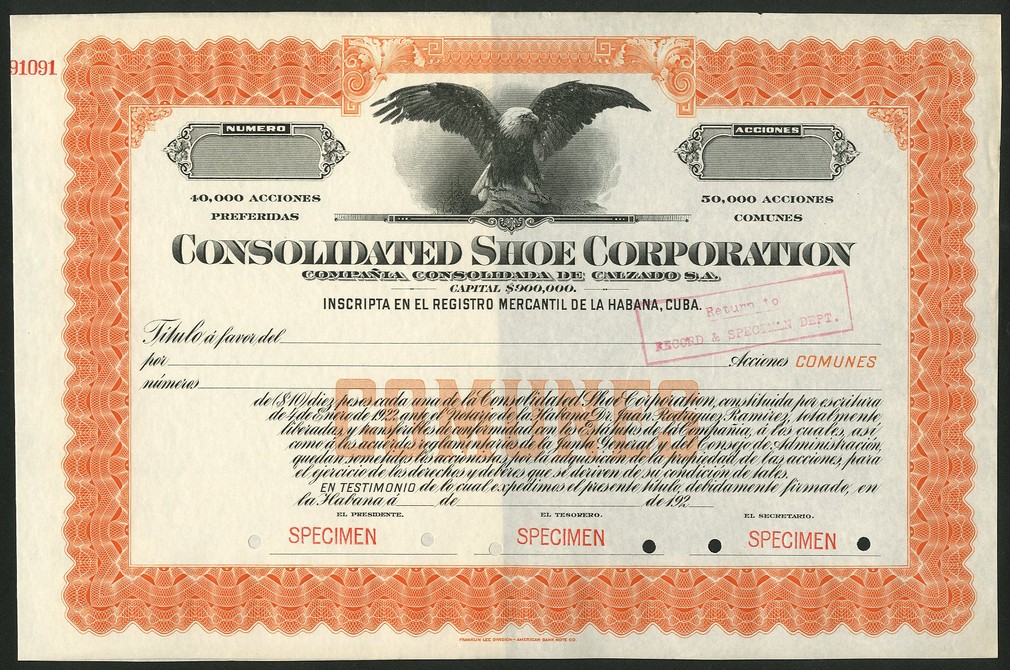 91091
NUMERO
ACCIONES
40,000 ACCIONES
PREFERIDAS
50,000 ACCIONES
COMUNES
CONSOLIDATED SHOE CORPORATION
COMPAÑIA CONSOLIDADA DE CALZADO S.A.
CAPITAL $900,000.
INSCRIPTA EN EL REGISTRO MERCANTIL DE LA HABANA, CUBA.
Return to
RECORD & SPECIMEN DEPT.
Título á favor del
por Acciones COMUNES
números
COMUNES
de ($10) diez pesos cada una de la Consolidated Shoe Corporation, constituida por escritura
de 4 de Enero de 1922 ante el Notario de la Habana Dr. Juan Rodriguez Ramirez, totalmente
liberadas y transferibles de conformidad con los Estatutos de la Compañia, á los cuales, así
como á los acuerdos reglamentarios de la Junta General y del Consejo de Administración,
quedan sometidos los accionistas, por la adquisición de la propiedad de las acciones, para
el ejercicio de los derechos y deberes que se deriven de su condición de tales.
EN TESTIMONIO de lo cual expedimos el presente título, debidamente firmado, en
la Habana á de de 192
EL PRESIDENTE.
EL TESORERO.
EL SECRETARIO.
SPECIMEN
SPECIMEN
SPECIMEN
FRANKLIN LEE DIVISION - AMERICAN BANK NOTE CO.